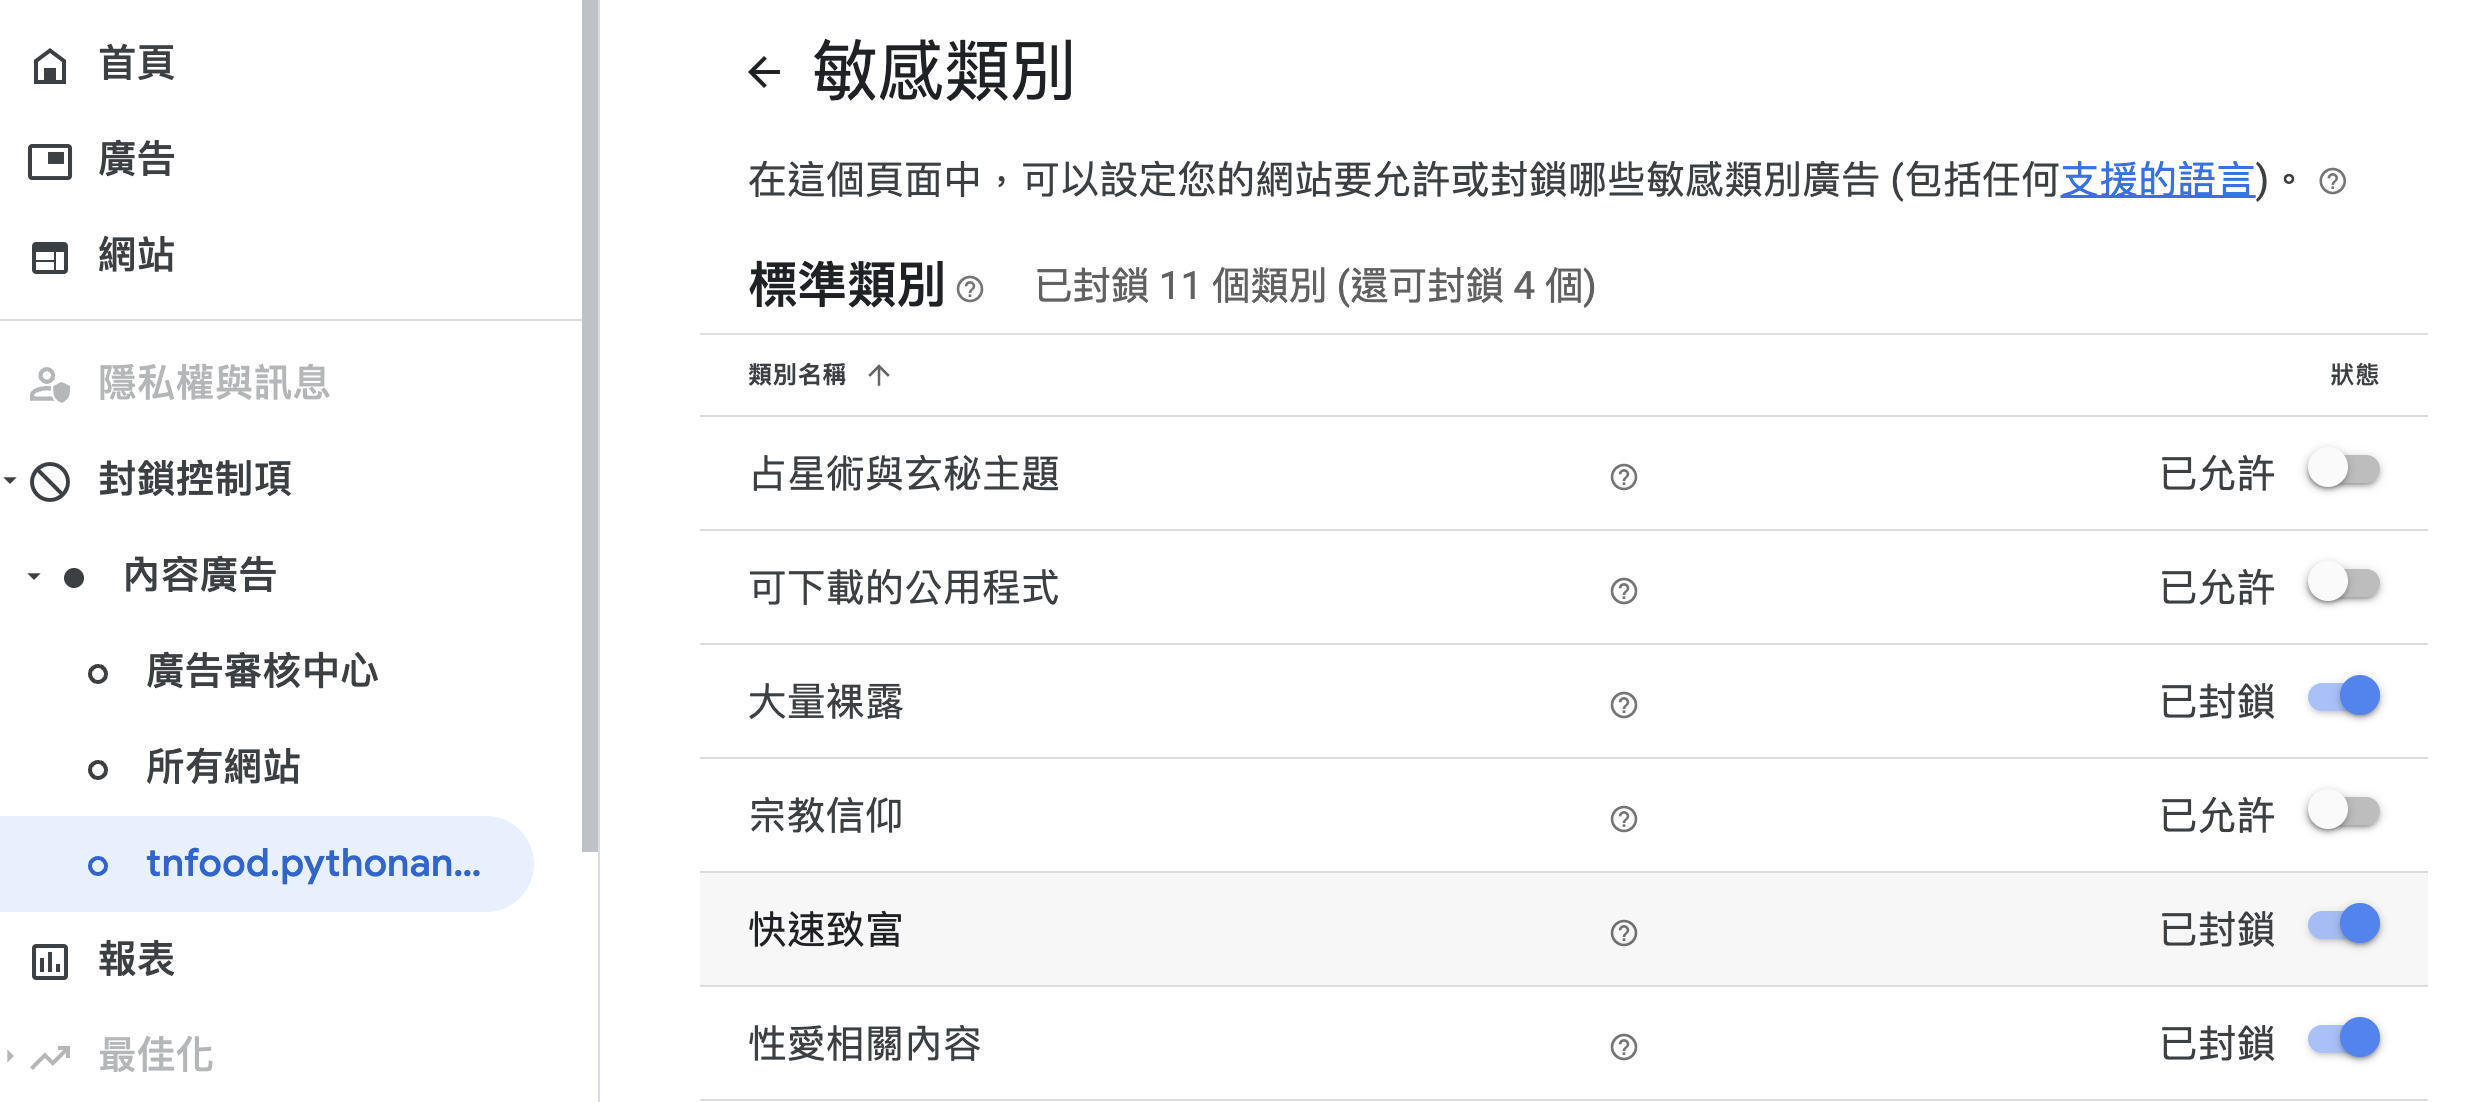 首頁
廣告
網站
隱私權與訊息
封鎖控制項
內容廣告
廣告審核中心
所有網站
tnfood.pythonan...
報表
最佳化
敏感類別
在這個頁面中，可以設定您的網站要允許或封鎖哪些敏感類別廣告 (包括任何支援的語言)。
標準類別 已封鎖 11 個類別 (還可封鎖 4 個)
類別名稱 狀態
占星術與玄秘主題 已允許
可下載的公用程式 已允許
大量裸露 已封鎖
宗教信仰 已允許
快速致富 已封鎖
性愛相關內容 已封鎖